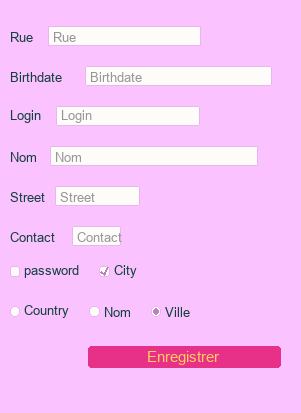 Rue Rue
Birthdate Birthdate
Login Login
Nom Nom
Street Street
Contact Contact
password City
Country Nom Ville
Enregistrer